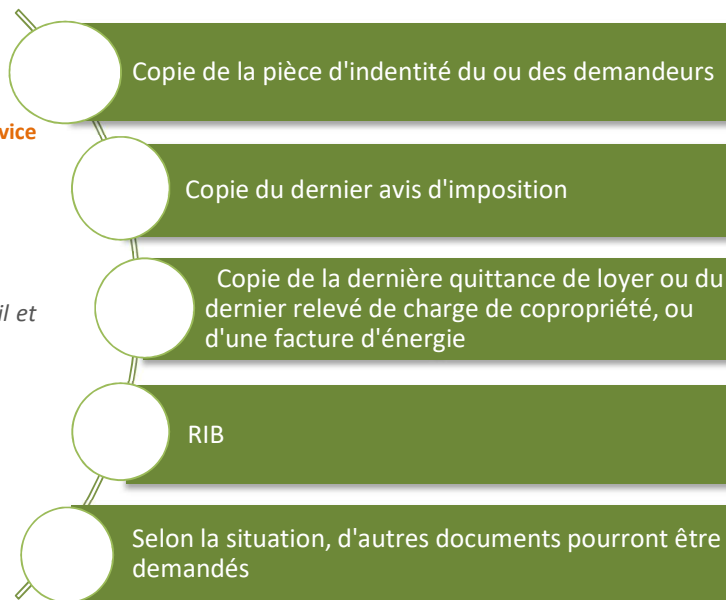 Copie de la pièce d'indentité du ou des demandeurs
vice
Copie du dernier avis d'imposition
Copie de la dernière quittance de loyer ou du
dernier relevé de charge de copropriété, ou
d'une facture d'énergie
il et
RIB
Selon la situation, d'autres documents pourront être
demandés